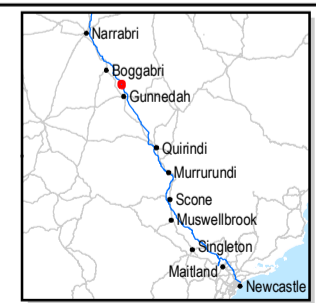 Narrabri
Boggabri
Gunnedah
Quirindi
Murrurundi
Scone
Muswellbrook
Singleton
Maitland
Newcastle